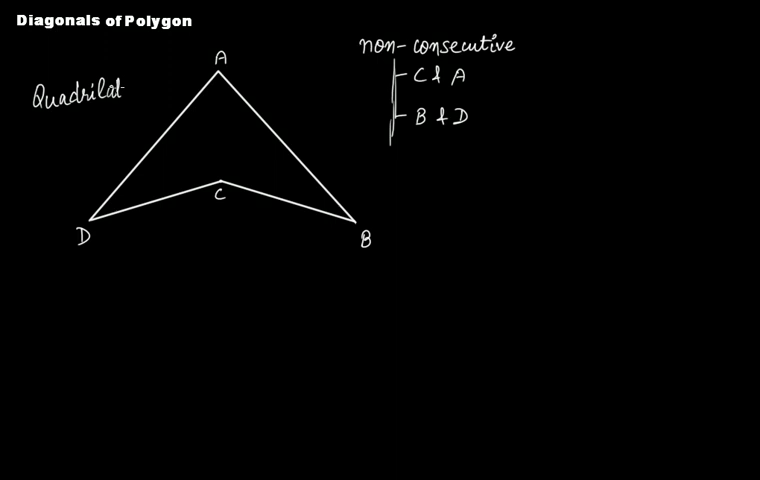 Diagonals of Polygon
non-consecutive
A
C & A
Quadrilat
B & D
C
D
B